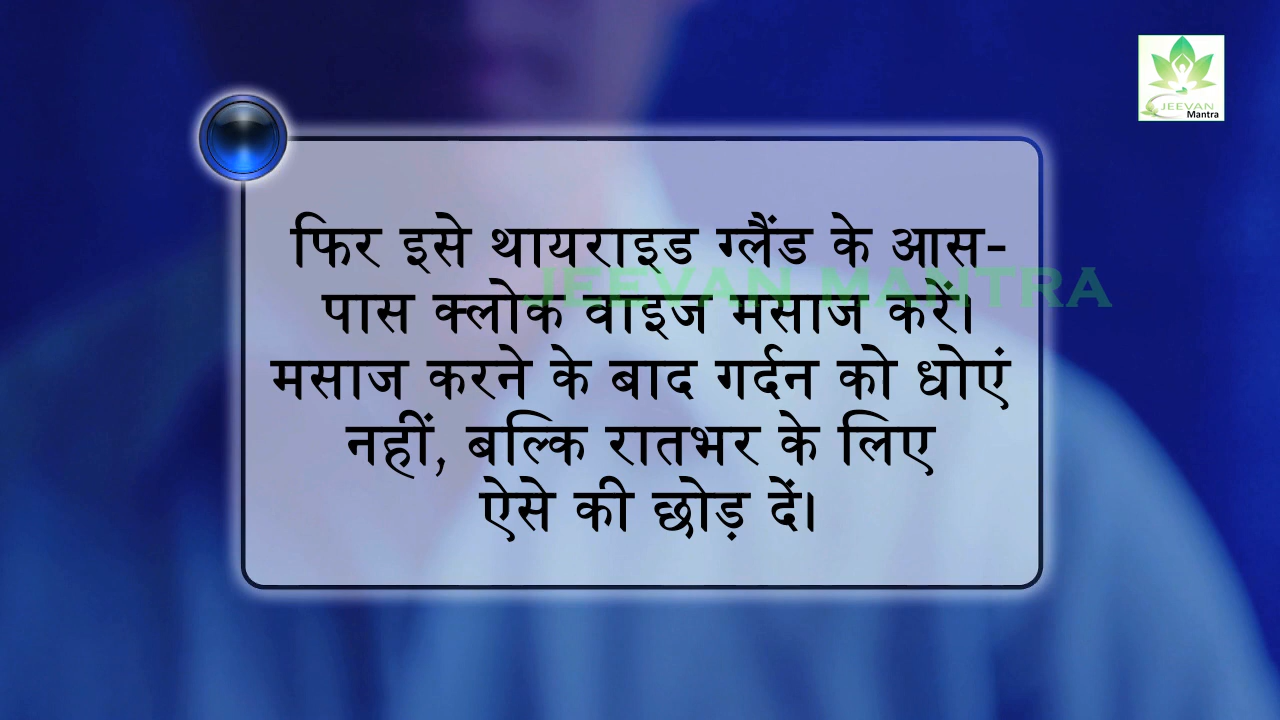 JEEVAN
Mantra
फिर इसे थायराइड ग्लैंड के आस-
पास क्लोक वाइज मसाज करें।
JEEVAN MANTRA
मसाज करने के बाद गर्दन को धोएं
नहीं, बल्कि रातभर के लिए
ऐसे की छोड़ दें।